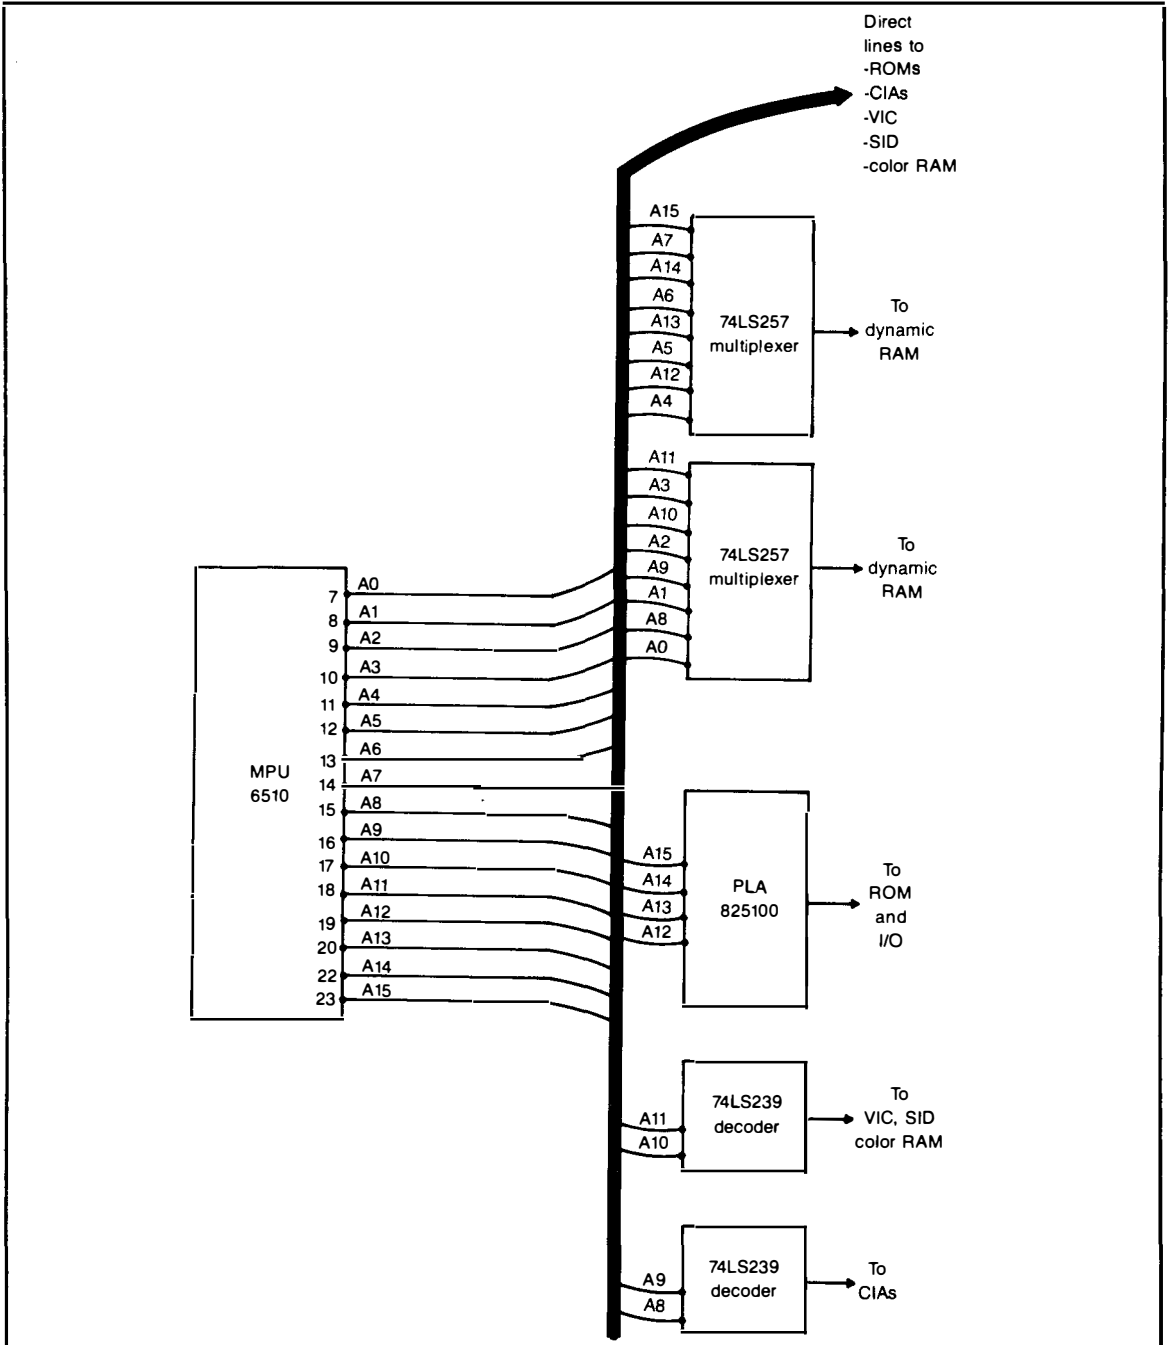 Direct
lines to
-ROMs
-CIAs
-VIC
-SID
-color RAM
A15
A7
A14
A6
A13
A5
A12
A4
74LS257
multiplexer
To
dynamic
RAM
A11
A3
A10
A2
A9
A1
A8
A0
74LS257
multiplexer
To
dynamic
RAM
MPU
6510
7 A0
8 A1
9 A2
10 A3
11 A4
12 A5
13 A6
14 A7
15 A8
16 A9
17 A10
18 A11
19 A12
20 A13
22 A14
23 A15
A15
A14
A13
A12
PLA
825100
To
ROM
and
I/O
A11
A10
74LS239
decoder
To
VIC, SID
color RAM
A9
A8
74LS239
decoder
To
CIAs